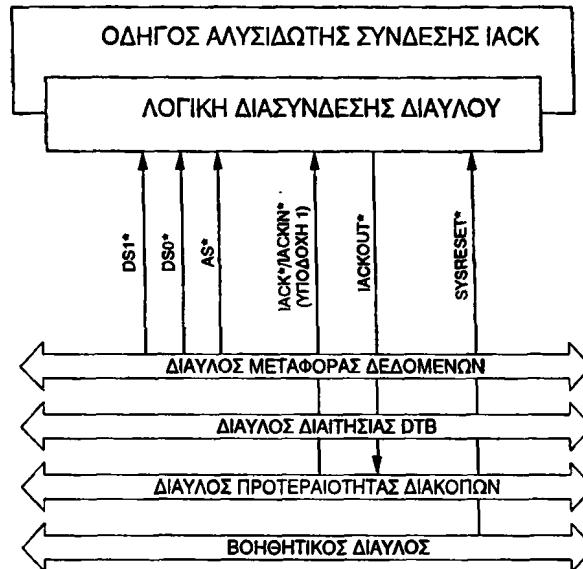 ΟΔΗΓΟΣ ΑΛΥΣΙΔΩΤΗΣ ΣΥΝΔΕΣΗΣ IACK
ΛΟΓΙΚΗ ΔΙΑΣΥΝΔΕΣΗΣ ΔΙΑΥΛΟΥ
DS1*
DS0*
AS*
IACK*/IACKIN*
(ΥΠΟΔΟΧΗ 1)
IACKOUT*
SYSRESET*
ΔΙΑΥΛΟΣ ΜΕΤΑΦΟΡΑΣ ΔΕΔΟΜΕΝΩΝ
ΔΙΑΥΛΟΣ ΔΙΑΙΤΗΣΙΑΣ DTB
ΔΙΑΥΛΟΣ ΠΡΟΤΕΡΑΙΟΤΗΤΑΣ ΔΙΑΚΟΠΩΝ
ΒΟΗΘΗΤΙΚΟΣ ΔΙΑΥΛΟΣ